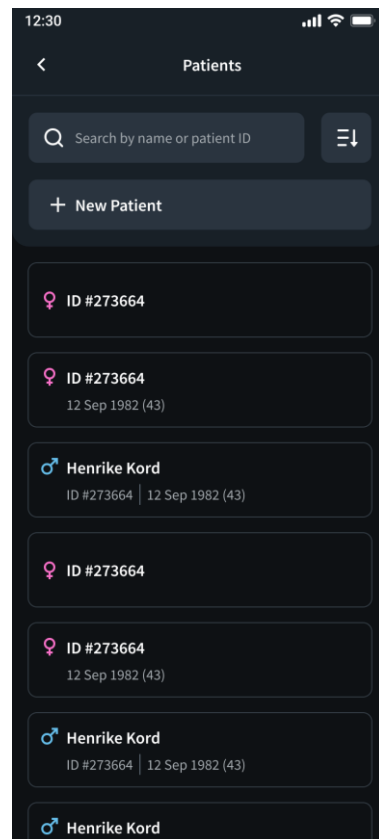 12:30
Patients
Search by name or patient ID
+ New Patient
ID #273664
ID #273664
12 Sep 1982 (43)
Henrike Kord
ID #273664 | 12 Sep 1982 (43)
ID #273664
ID #273664
12 Sep 1982 (43)
Henrike Kord
ID #273664 | 12 Sep 1982 (43)
Henrike Kord